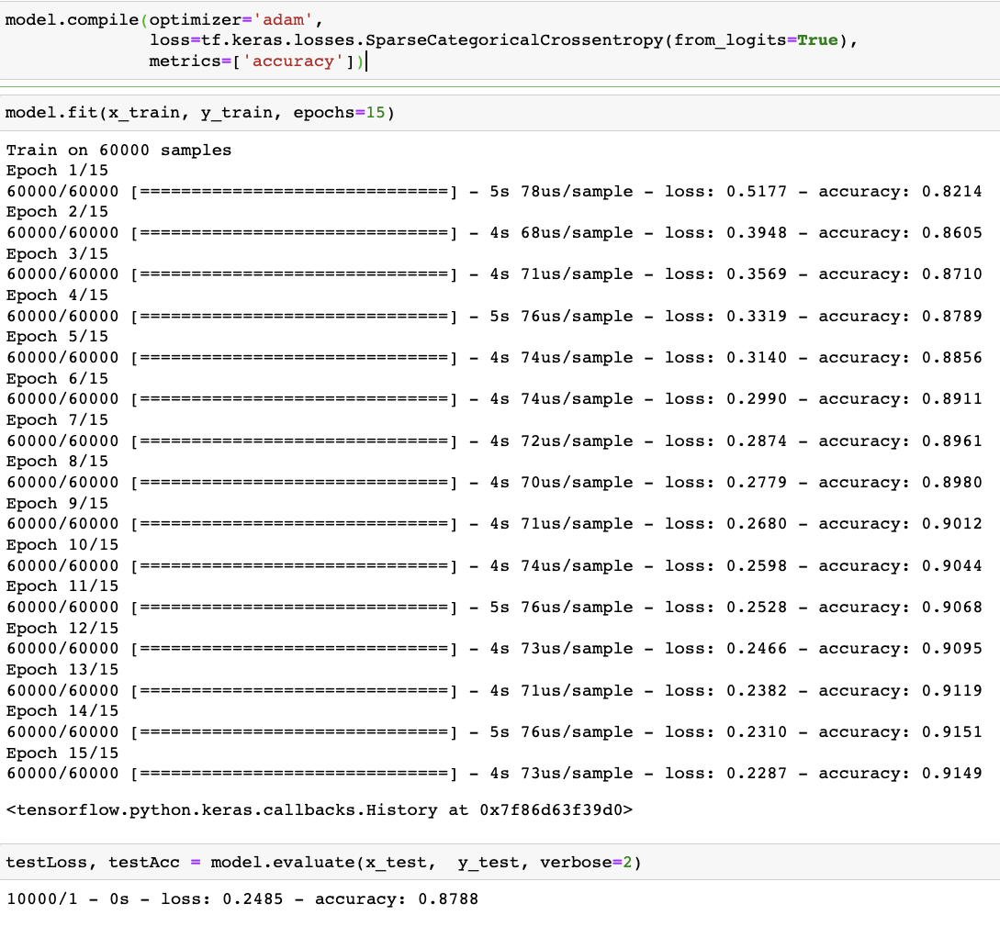 model.compile(optimizer='adam',
              loss=tf.keras.losses.SparseCategoricalCrossentropy(from_logits=True),
              metrics=['accuracy'])
model.fit(x_train, y_train, epochs=15)
Train on 60000 samples
Epoch 1/15
60000/60000 [==============================] - 5s 78us/sample - loss: 0.5177 - accuracy: 0.8214
Epoch 2/15
60000/60000 [==============================] - 4s 68us/sample - loss: 0.3948 - accuracy: 0.8605
Epoch 3/15
60000/60000 [==============================] - 4s 71us/sample - loss: 0.3569 - accuracy: 0.8710
Epoch 4/15
60000/60000 [==============================] - 5s 76us/sample - loss: 0.3319 - accuracy: 0.8789
Epoch 5/15
60000/60000 [==============================] - 4s 74us/sample - loss: 0.3140 - accuracy: 0.8856
Epoch 6/15
60000/60000 [==============================] - 4s 74us/sample - loss: 0.2990 - accuracy: 0.8911
Epoch 7/15
60000/60000 [==============================] - 4s 72us/sample - loss: 0.2874 - accuracy: 0.8961
Epoch 8/15
60000/60000 [==============================] - 4s 70us/sample - loss: 0.2779 - accuracy: 0.8980
Epoch 9/15
60000/60000 [==============================] - 4s 71us/sample - loss: 0.2680 - accuracy: 0.9012
Epoch 10/15
60000/60000 [==============================] - 4s 74us/sample - loss: 0.2598 - accuracy: 0.9044
Epoch 11/15
60000/60000 [==============================] - 5s 76us/sample - loss: 0.2528 - accuracy: 0.9068
Epoch 12/15
60000/60000 [==============================] - 4s 73us/sample - loss: 0.2466 - accuracy: 0.9095
Epoch 13/15
60000/60000 [==============================] - 4s 71us/sample - loss: 0.2382 - accuracy: 0.9119
Epoch 14/15
60000/60000 [==============================] - 5s 76us/sample - loss: 0.2310 - accuracy: 0.9151
Epoch 15/15
60000/60000 [==============================] - 4s 73us/sample - loss: 0.2287 - accuracy: 0.9149
<tensorflow.python.keras.callbacks.History at 0x7f86d63f39d0>
testLoss, testAcc = model.evaluate(x_test,  y_test, verbose=2)
10000/1 - 0s - loss: 0.2485 - accuracy: 0.8788